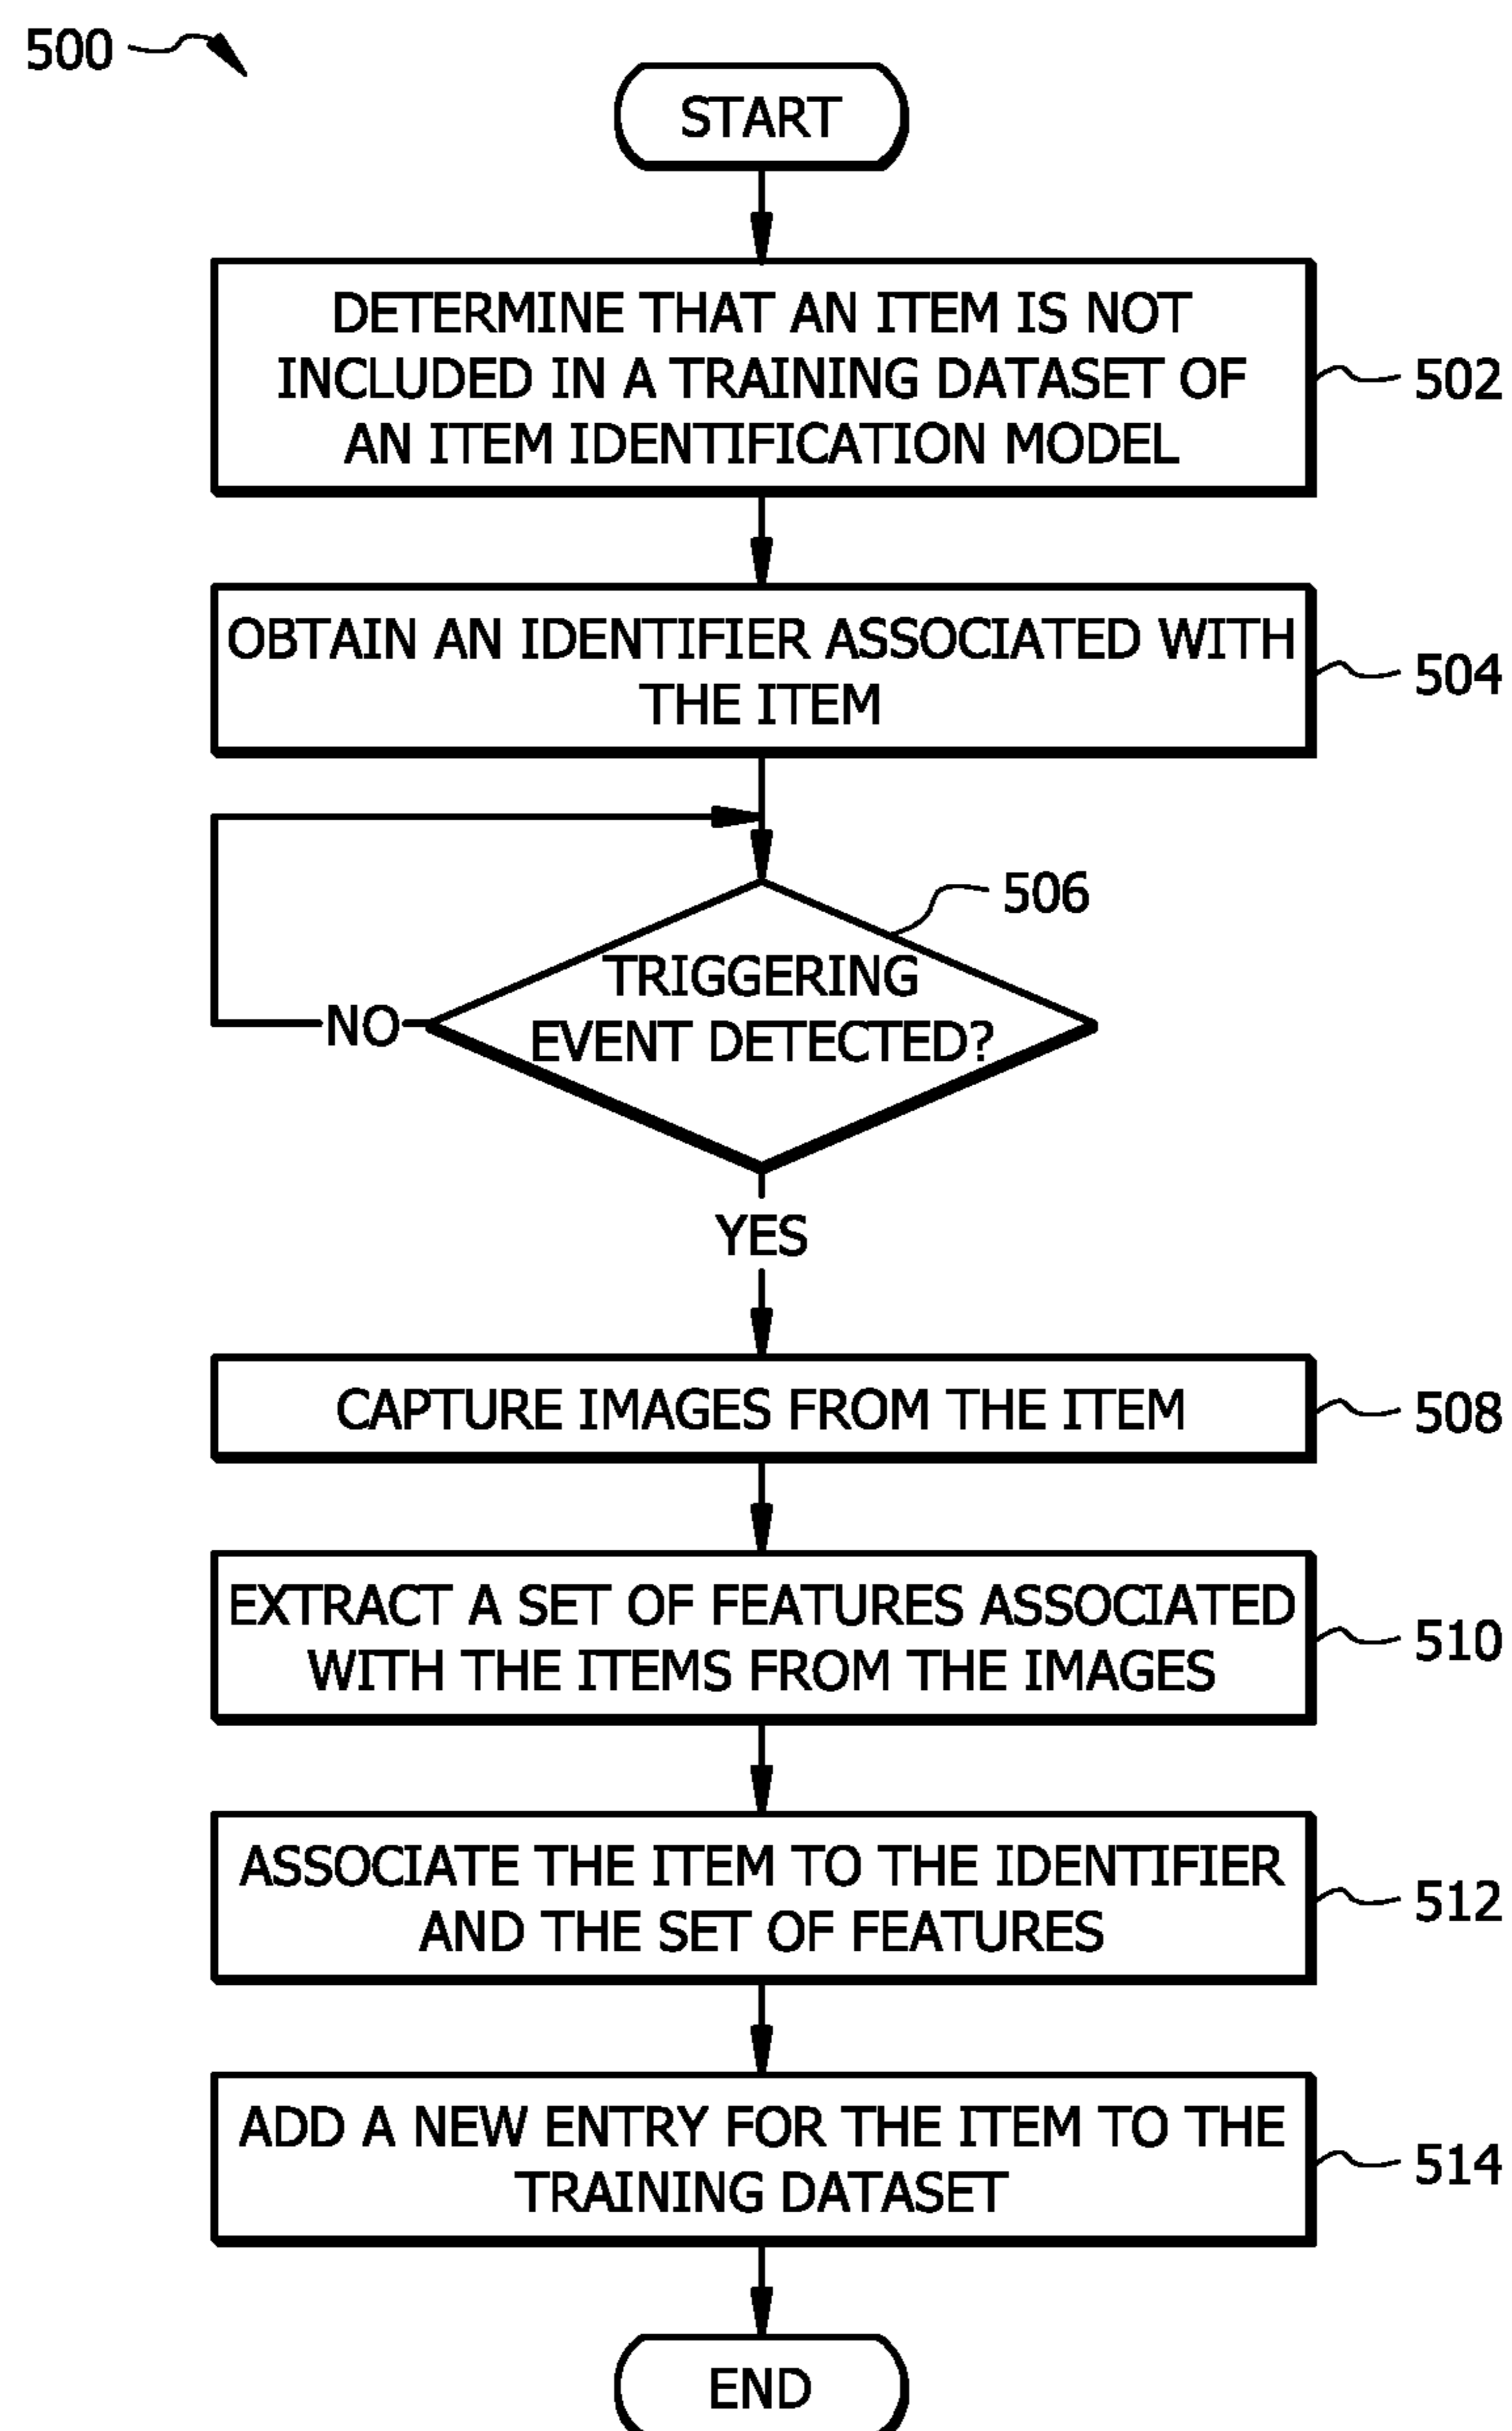 500
START
DETERMINE THAT AN ITEM IS NOT
INCLUDED IN A TRAINING DATASET OF
AN ITEM IDENTIFICATION MODEL
502
OBTAIN AN IDENTIFIER ASSOCIATED WITH
THE ITEM
504
506
TRIGGERING
EVENT DETECTED?
NO
YES
CAPTURE IMAGES FROM THE ITEM
508
EXTRACT A SET OF FEATURES ASSOCIATED
WITH THE ITEMS FROM THE IMAGES
510
ASSOCIATE THE ITEM TO THE IDENTIFIER
AND THE SET OF FEATURES
512
ADD A NEW ENTRY FOR THE ITEM TO THE
TRAINING DATASET
514
END